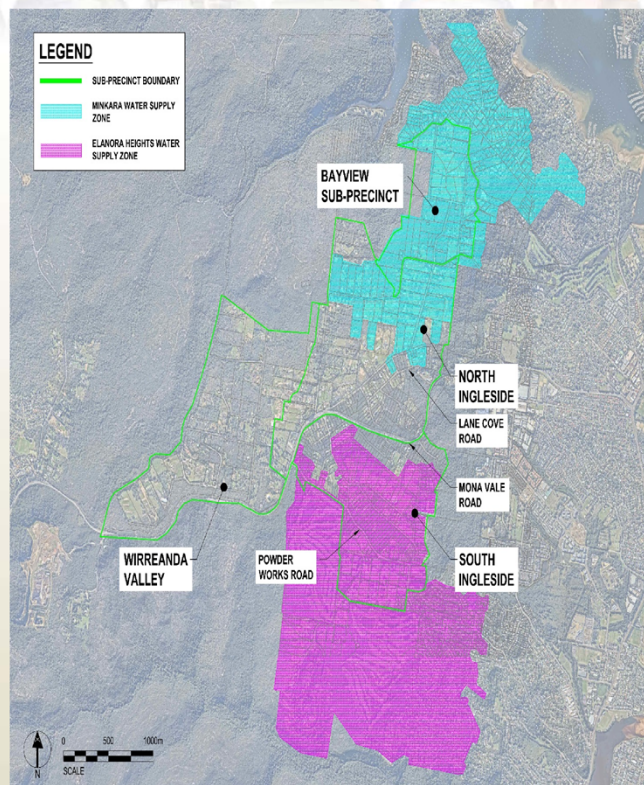 LEGEND
SUB-PRECINCT BOUNDARY
MINKARA WATER SUPPLY
ZONE
ELANORA HEIGHTS WATER
SUPPLY ZONE
BAYVIEW
SUB-PRECINCT
NORTH
INGLESIDE
LANE COVE
ROAD
MONA VALE
ROAD
WIRREANDA
VALLEY
POWDER
WORKS ROAD
SOUTH
INGLESIDE
N
0 500 1000m
SCALE